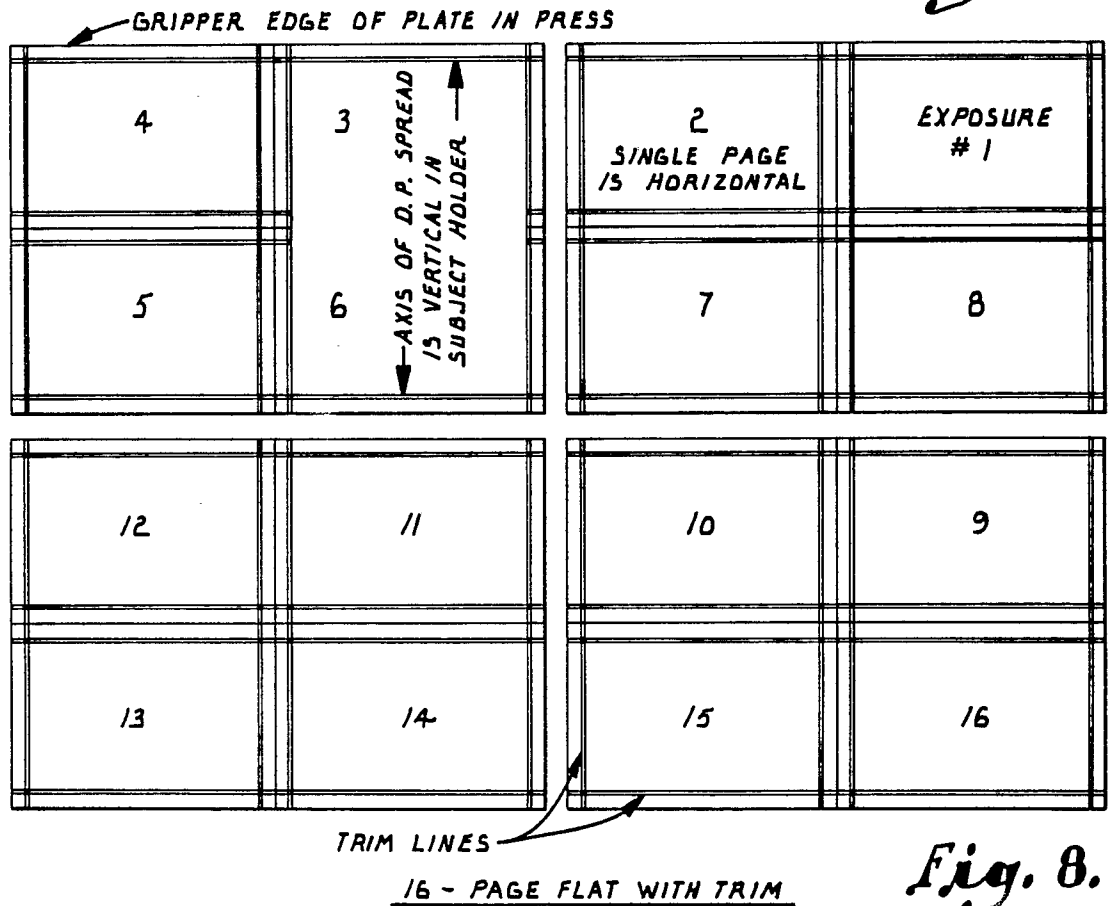 GRIPPER EDGE OF PLATE IN PRESS
4
3
AXIS OF D.P. SPREAD
IS VERTICAL IN
SUBJECT HOLDER
2
SINGLE PAGE
IS HORIZONTAL
EXPOSURE
# 1
5
6
7
8
12
11
10
9
13
14
15
16
TRIM LINES
16 - PAGE FLAT WITH TRIM
Fig. 8.